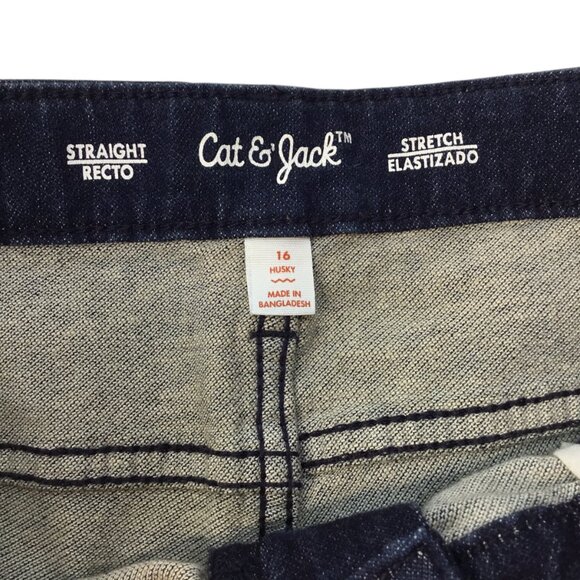 STRAIGHT
RECTO
Cat & Jack™
STRETCH
ELASTIZADO
16
HUSKY
MADE IN
BANGLADESH